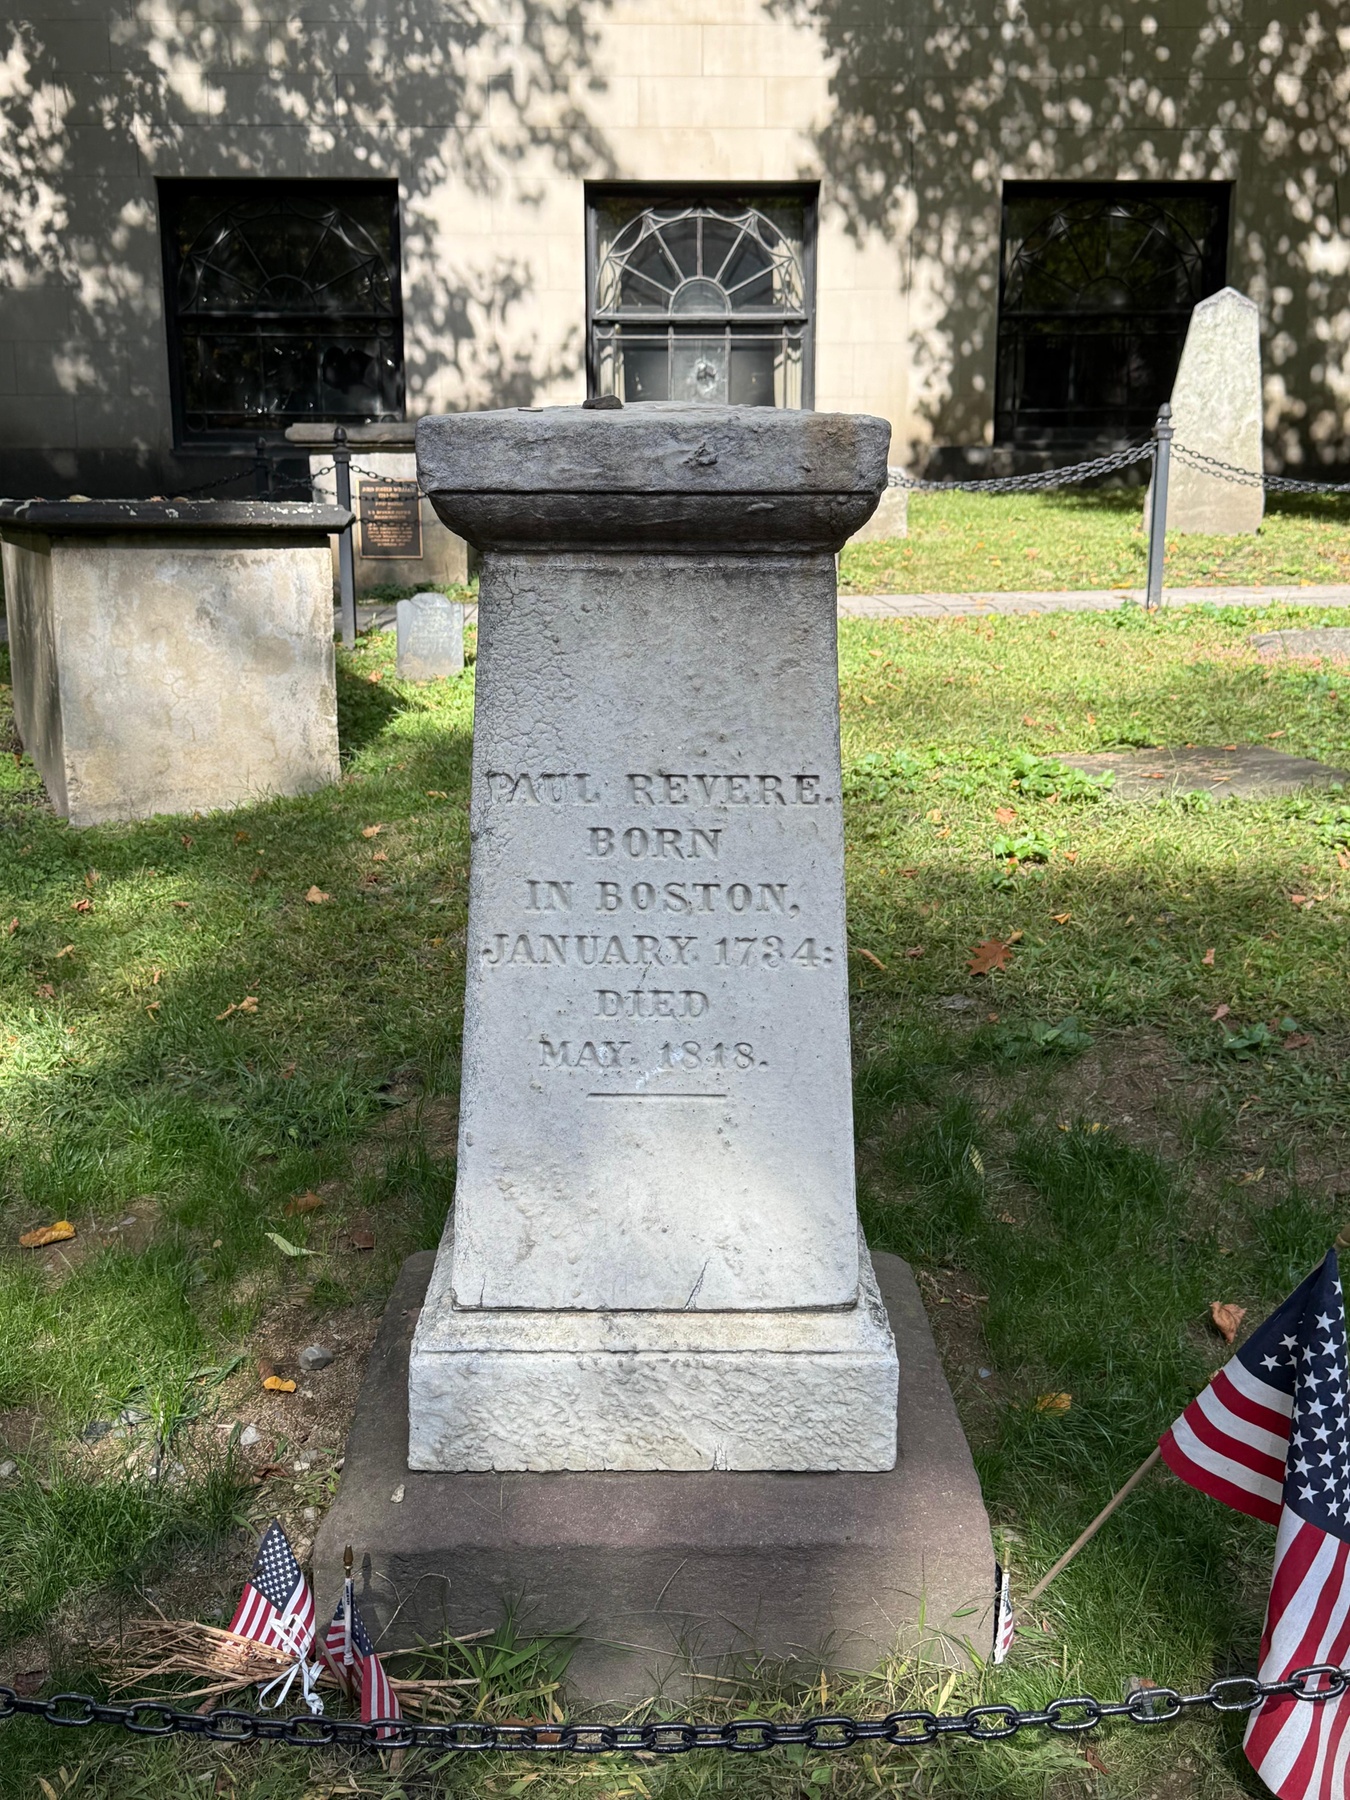 PAUL REVERE.
BORN
IN BOSTON,
JANUARY. 1734:
DIED
MAY. 1818.